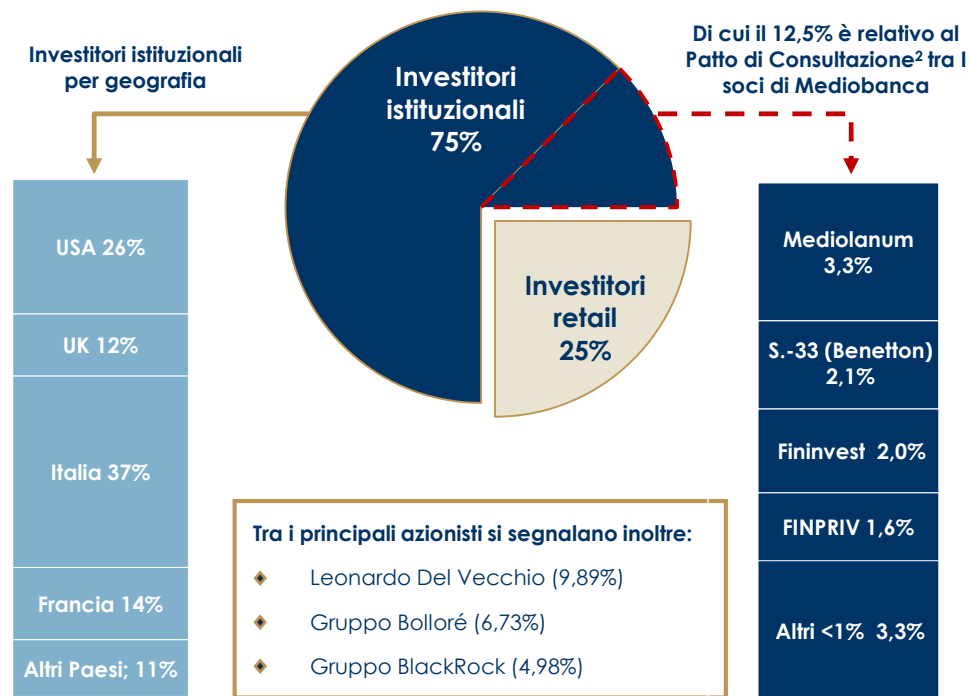 Investitori istituzionali
per geografia
Investitori
istituzionali
75%
Di cui il 12,5% è relativo al
Patto di Consultazione² tra I
soci di Mediobanca
USA 26%
UK 12%
Italia 37%
Francia 14%
Altri Paesi; 11%
Investitori
retail
25%
Mediolanum
3,3%
S.-33 (Benetton)
2,1%
Fininvest 2,0%
FINPRIV 1,6%
Altri <1% 3,3%
Tra i principali azionisti si segnalano inoltre:
Leonardo Del Vecchio (9,89%)
Gruppo Bolloré (6,73%)
Gruppo BlackRock (4,98%)